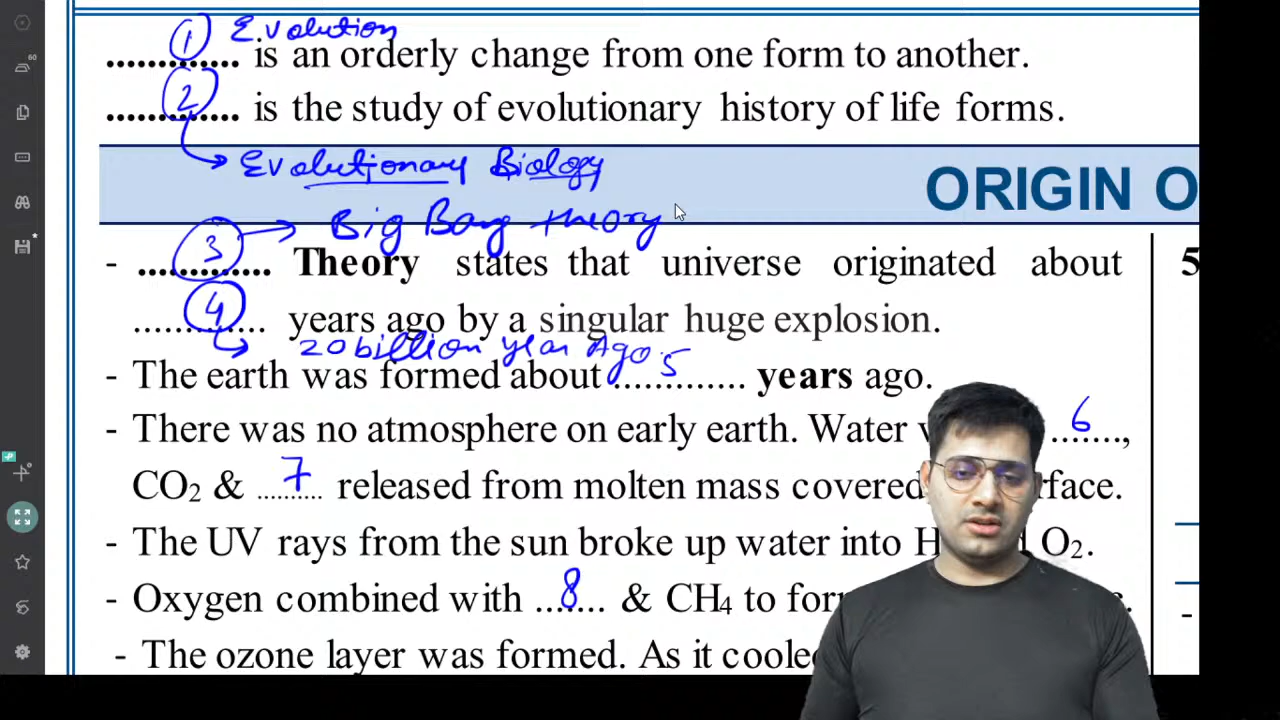 ① Evolution
............. is an orderly change from one form to another.
②
............. is the study of evolutionary history of life forms.
Evolutionary Biology
ORIGIN O
③ Big Bang theory
- ............. Theory states that universe originated about
④
............. years ago by a singular huge explosion.
20 billion year Ago.
5
- The earth was formed about ............. years ago.
6
- There was no atmosphere on early earth. Water ........,
7
CO₂ & .......... released from molten mass covered
- The UV rays from the sun broke up water into O₂.
8
- Oxygen combined with ....... & CH₄ to
- The ozone layer was formed. As it
5
-
60